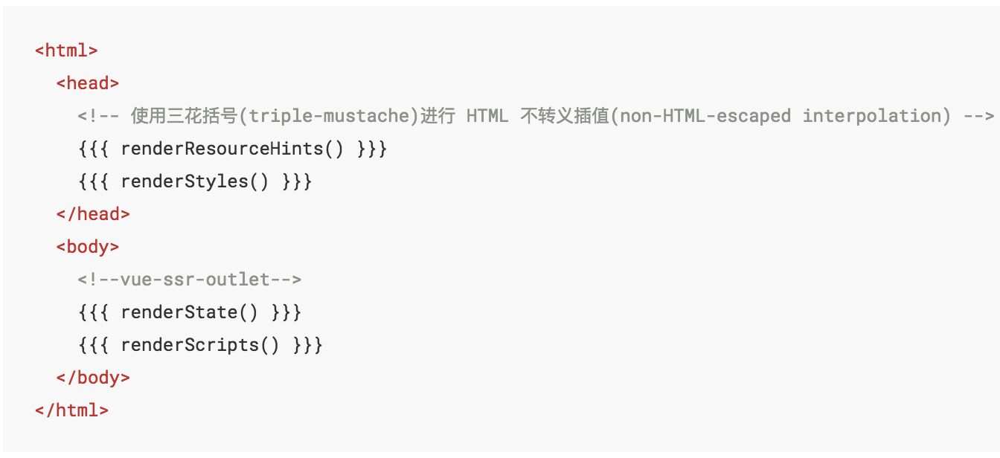 <html>
<head>
<!-- 使用三花括号(triple-mustache)进行 HTML 不转义插值(non-HTML-escaped interpolation) -->
{{{ renderResourceHints() }}}
{{{ renderStyles() }}}
</head>
<body>
<!--vue-ssr-outlet-->
{{{ renderState() }}}
{{{ renderScripts() }}}
</body>
</html>